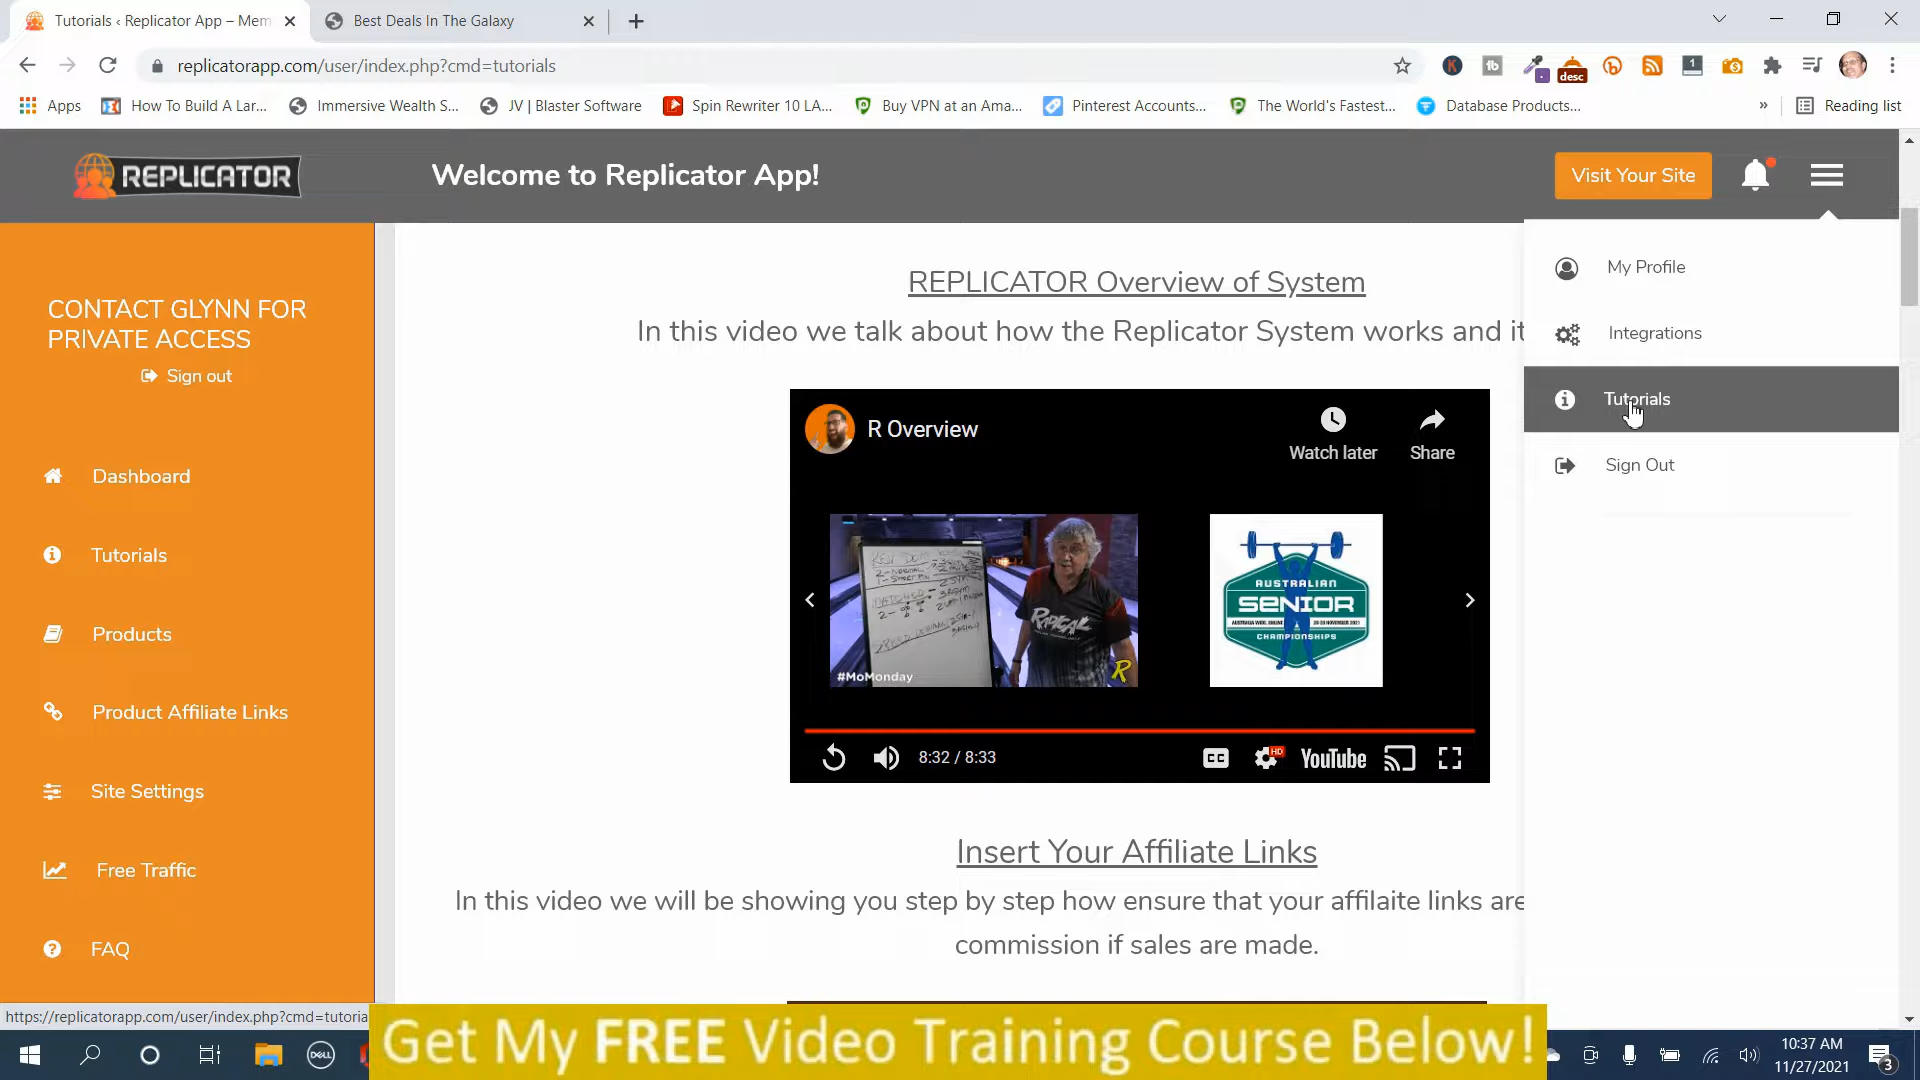 Tutorials ‹ Replicator App – Mem
Best Deals In The Galaxy
replicatorapp.com/user/index.php?cmd=tutorials
desc
1
Apps
How To Build A Lar...
Immersive Wealth S...
JV | Blaster Software
Spin Rewriter 10 LA...
Buy VPN at an Ama...
Pinterest Accounts...
The World's Fastest...
Database Products...
»
Reading list
REPLICATOR
Welcome to Replicator App!
Visit Your Site
My Profile
Integrations
Tutorials
Sign Out
CONTACT GLYNN FOR
PRIVATE ACCESS
Sign out
Dashboard
Tutorials
Products
Product Affiliate Links
Site Settings
Free Traffic
FAQ
REPLICATOR Overview of System
In this video we talk about how the Replicator System works and it
R Overview
Watch later
Share
#MoMonday
RADICAL
R
AUSTRALIAN
SENIOR
CHAMPIONSHIPS
8:32 / 8:33
CC
HD
YouTube
Insert Your Affiliate Links
In this video we will be showing you step by step how ensure that your affilaite links are
commission if sales are made.
https://replicatorapp.com/user/index.php?cmd=tutoria
Get My FREE Video Training Course Below!
DELL
10:37 AM
11/27/2021
3